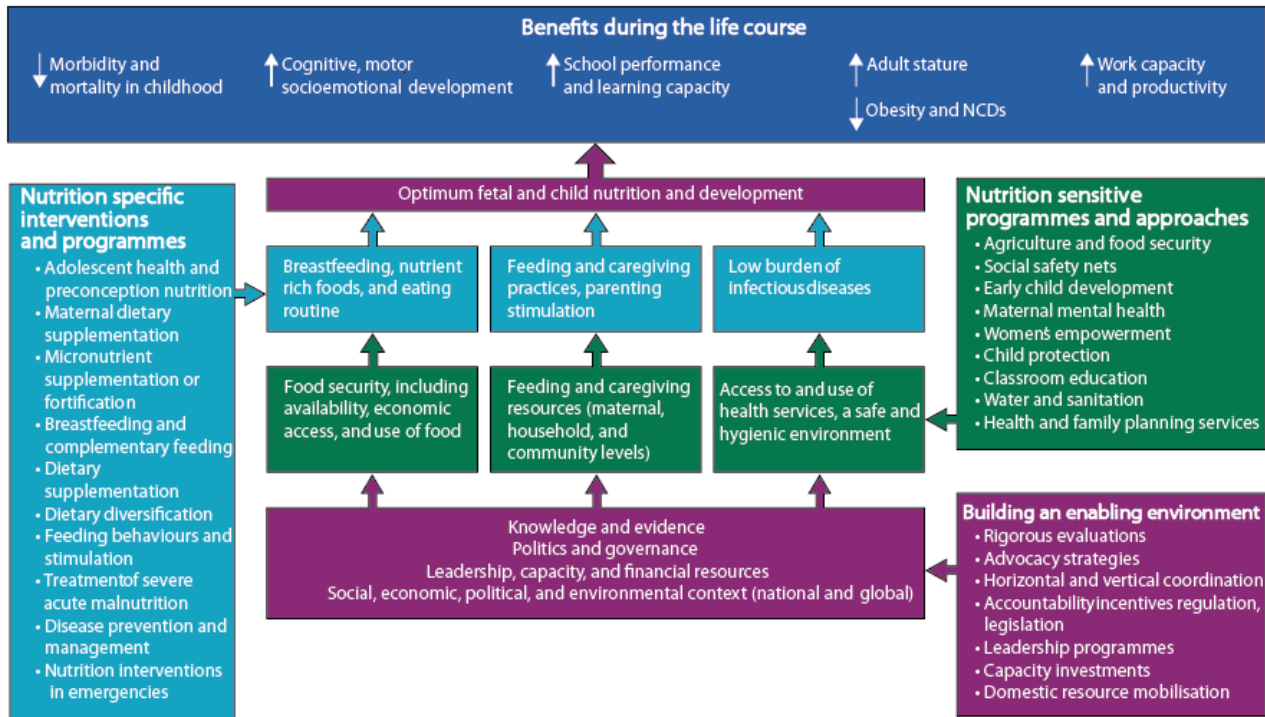 Benefits during the life course
Morbidity and
mortality in childhood
Cognitive, motor
socioemotional development
School performance
and learning capacity
Adult stature
Obesity and NCDs
Work capacity
and productivity
Optimum fetal and child nutrition and development
Nutrition specific
interventions
and programmes
• Adolescent health and
preconception nutrition
• Maternal dietary
supplementation
• Micronutrient
supplementation or
fortification
• Breastfeeding and
complementary feeding
• Dietary
supplementation
• Dietary diversification
• Feeding behaviours and
stimulation
• Treatmentof severe
acute malnutrition
• Disease prevention and
management
• Nutrition interventions
in emergencies
Breastfeeding, nutrient
rich foods, and eating
routine
Feeding and caregiving
practices, parenting
stimulation
Low burden of
infectious diseases
Food security, including
availability, economic
access, and use of food
Feeding and caregiving
resources (maternal,
household, and
community levels)
Access to and use of
health services, a safe and
hygienic environment
Knowledge and evidence
Politics and governance
Leadership, capacity, and financial resources
Social, economic, political, and environmental context (national and global)
Nutrition sensitive
programmes and approaches
• Agriculture and food security
• Social safety nets
• Early child development
• Maternal mental health
• Women's empowerment
• Child protection
• Classroom education
• Water and sanitation
• Health and family planning services
Building an enabling environment
• Rigorous evaluations
• Advocacy strategies
• Horizontal and vertical coordination
• Accountability incentives regulation,
legislation
• Leadership programmes
• Capacity investments
• Domestic resource mobilisation